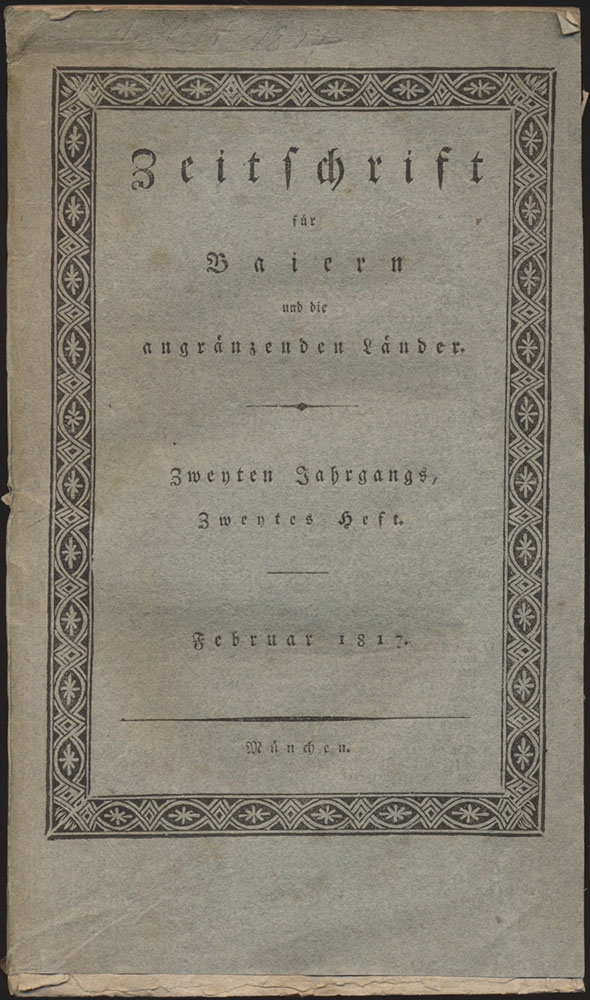 Zeitschrift
für
Baiern
und die
angränzenden Länder.
Zweyten Jahrgangs,
Zweytes Heft.
Februar 1817.
München.